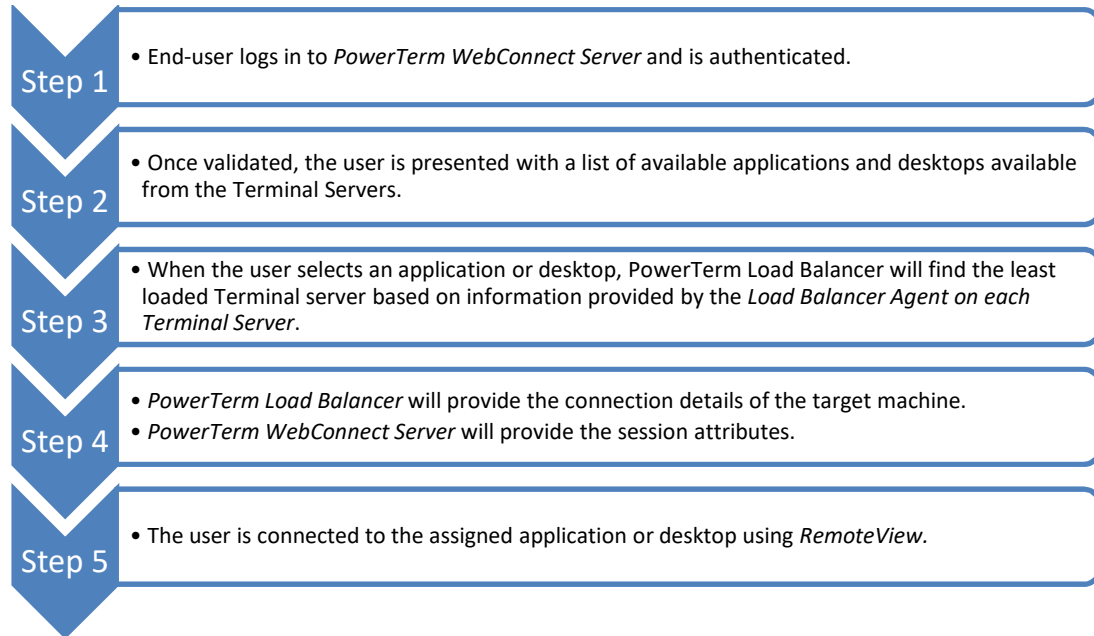 Step 1
• End-user logs in to PowerTerm WebConnect Server and is authenticated.
Step 2
• Once validated, the user is presented with a list of available applications and desktops available
from the Terminal Servers.
Step 3
• When the user selects an application or desktop, PowerTerm Load Balancer will find the least
loaded Terminal server based on information provided by the Load Balancer Agent on each
Terminal Server.
Step 4
• PowerTerm Load Balancer will provide the connection details of the target machine.
• PowerTerm WebConnect Server will provide the session attributes.
Step 5
• The user is connected to the assigned application or desktop using RemoteView.